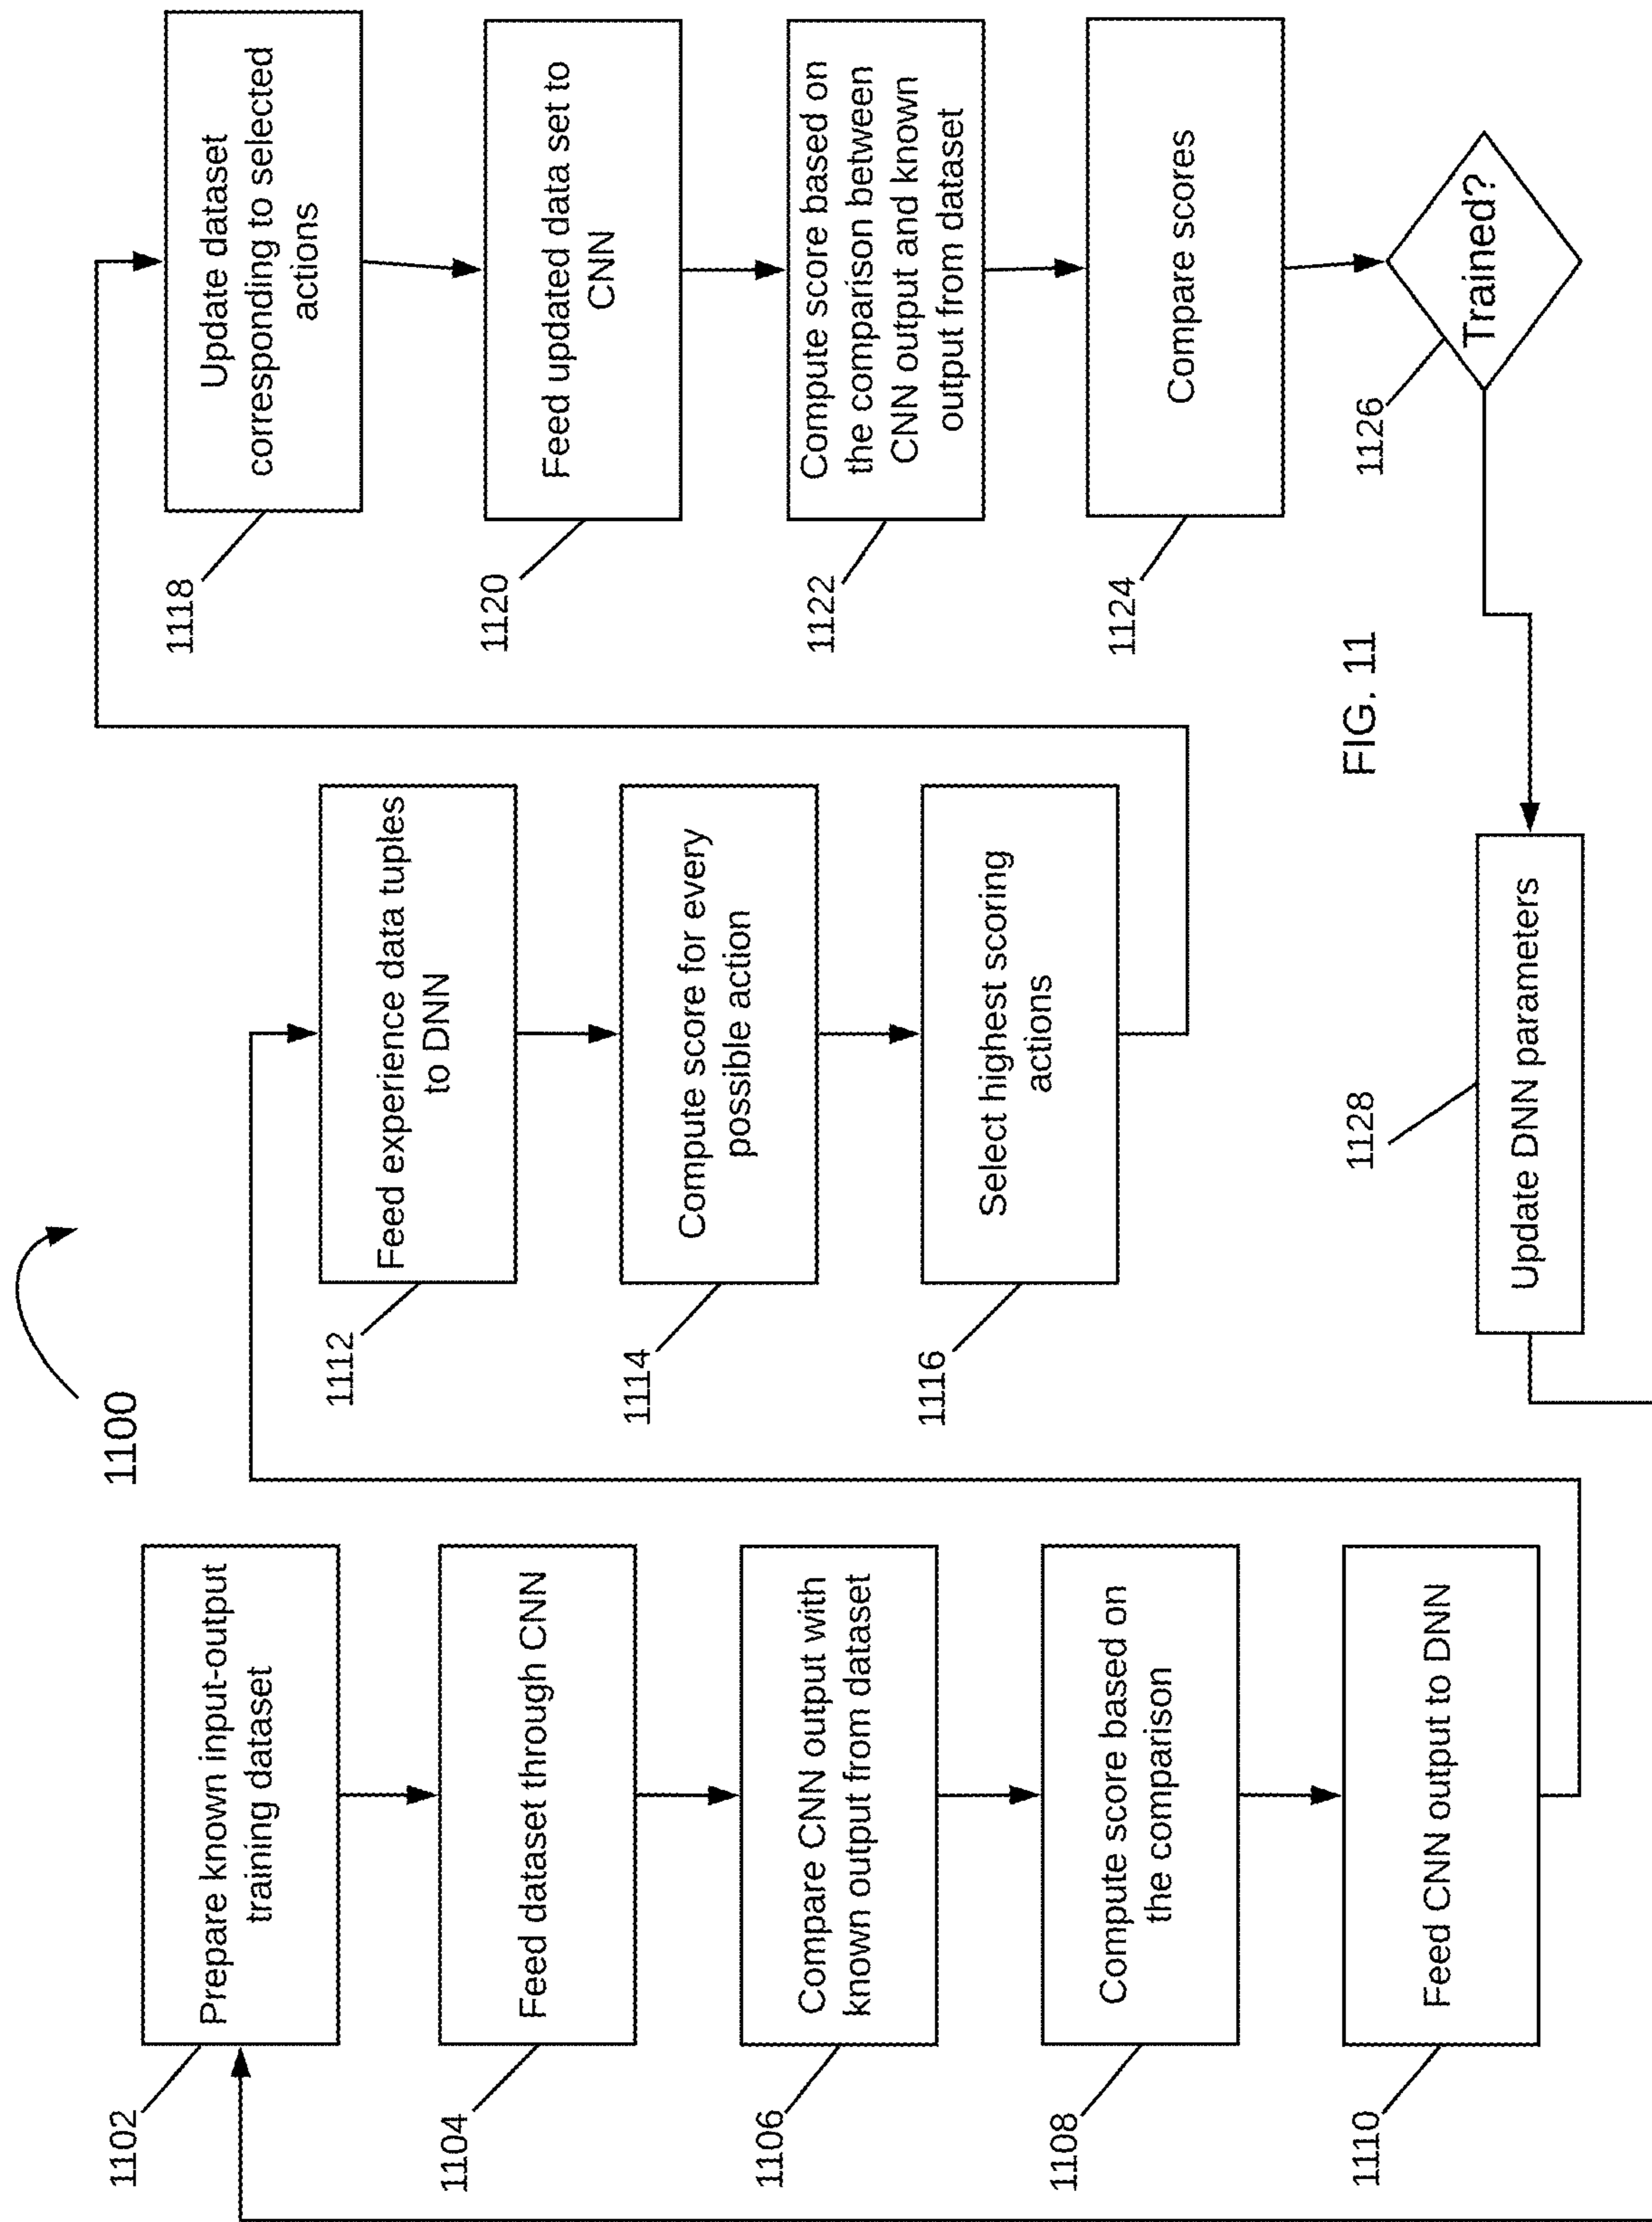 1100
1102
Prepare known input-output
training dataset
1104
Feed dataset through CNN
1106
Compare CNN output with
known output from dataset
1108
Compute score based on
the comparison
1110
Feed CNN output to DNN
1112
Feed experience data tuples
to DNN
1114
Compute score for every
possible action
1116
Select highest scoring
actions
1118
Update dataset
corresponding to selected
actions
1120
Feed updated data set to
CNN
1122
Compute score based on
the comparison between
CNN output and known
output from dataset
1124
Compare scores
1126
Trained?
1128
Update DNN parameters
FIG. 11